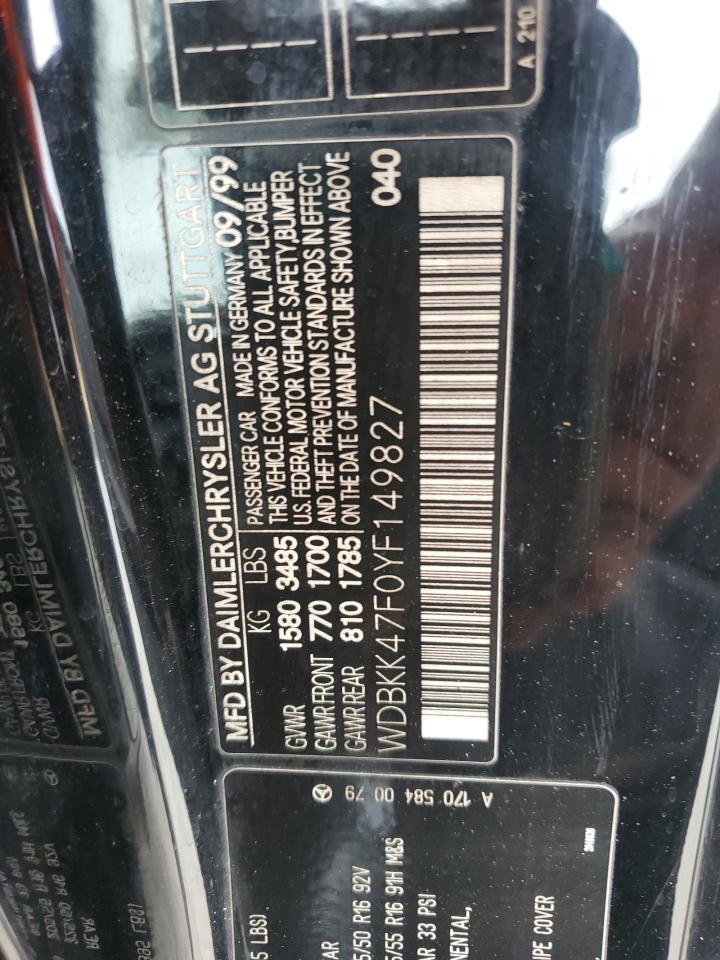 A 210
MFD BY DAIMLERCHRYSLER AG STUTTGART
KG LBS
GVWR 1580 3485
GAWR FRONT 770 1700
GAWR REAR 810 1785
PASSENGER CAR MADE IN GERMANY 09/99
THIS VEHICLE CONFORMS TO ALL APPLICABLE
U.S. FEDERAL MOTOR VEHICLE SAFETY, BUMPER
AND THEFT PREVENTION STANDARDS IN EFFECT
ON THE DATE OF MANUFACTURE SHOWN ABOVE
040
WDBKK47F0YF149827
A 170 584 00 79
5 LBS)
AR
5/50 R16 92V
5/55 R16 91H M&S
AR 33 PSI
NENTAL,
IPE COVER